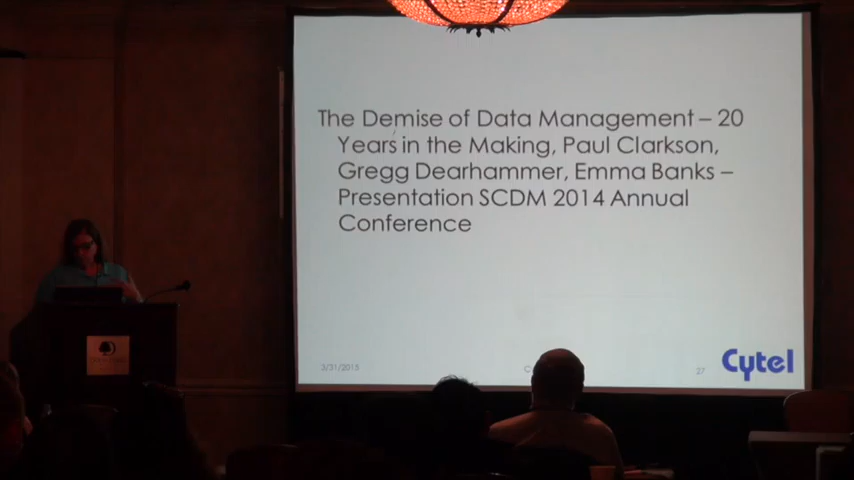 The Demise of Data Management – 20
Years in the Making, Paul Clarkson,
Gregg Dearhammer, Emma Banks –
Presentation SCDM 2014 Annual
Conference
3/31/2015
27
Cytel